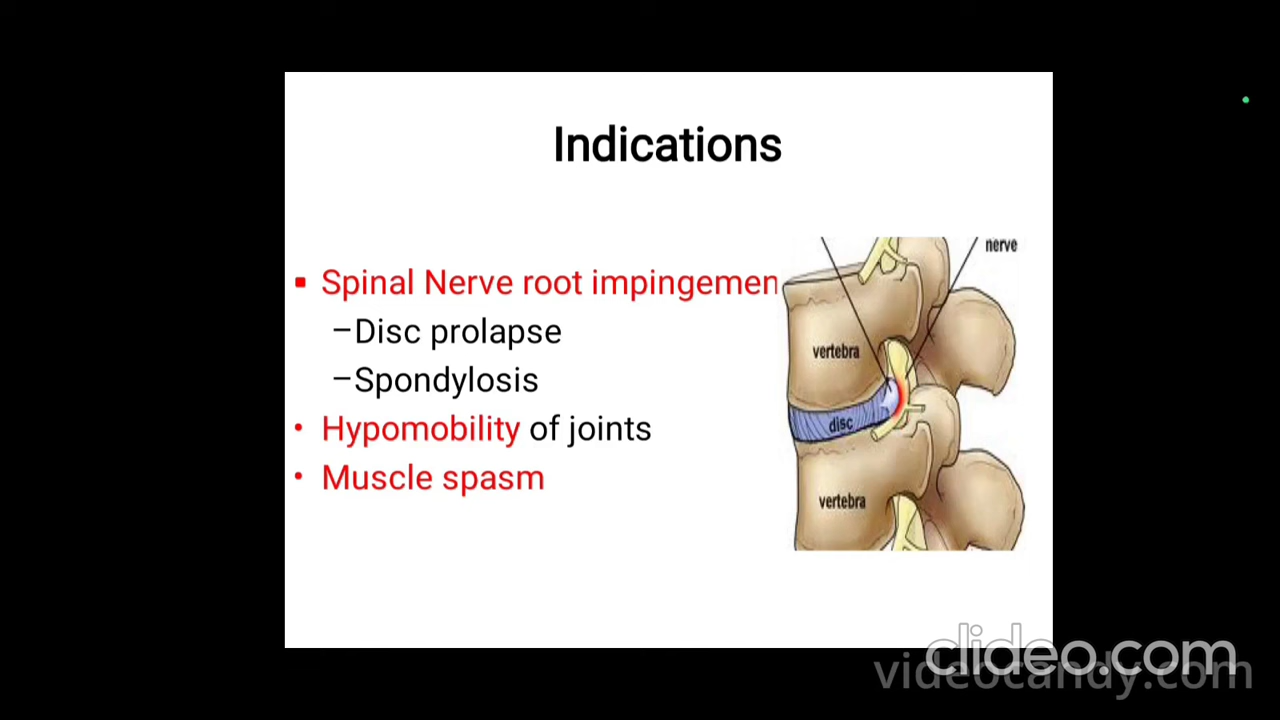 Indications
▪ Spinal Nerve root impingemen
–Disc prolapse
–Spondylosis
• Hypomobility of joints
• Muscle spasm
nerve
vertebra
disc
vertebra
clideo.com
videocandy.com